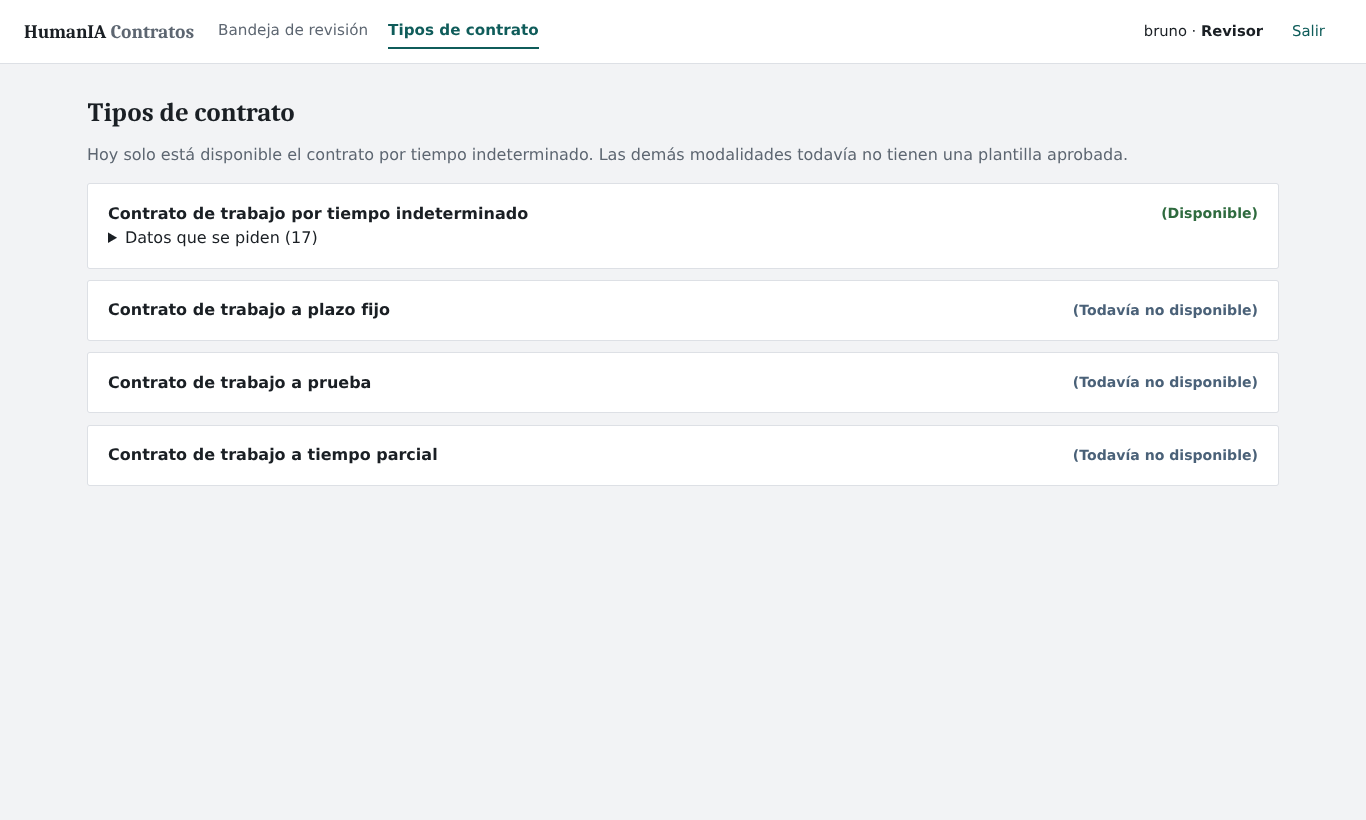 HumanIA Contratos Bandeja de revisión Tipos de contrato bruno · Revisor Salir
Tipos de contrato
Hoy solo está disponible el contrato por tiempo indeterminado. Las demás modalidades todavía no tienen una plantilla aprobada.
Contrato de trabajo por tiempo indeterminado (Disponible)
Datos que se piden (17)
Contrato de trabajo a plazo fijo (Todavía no disponible)
Contrato de trabajo a prueba (Todavía no disponible)
Contrato de trabajo a tiempo parcial (Todavía no disponible)